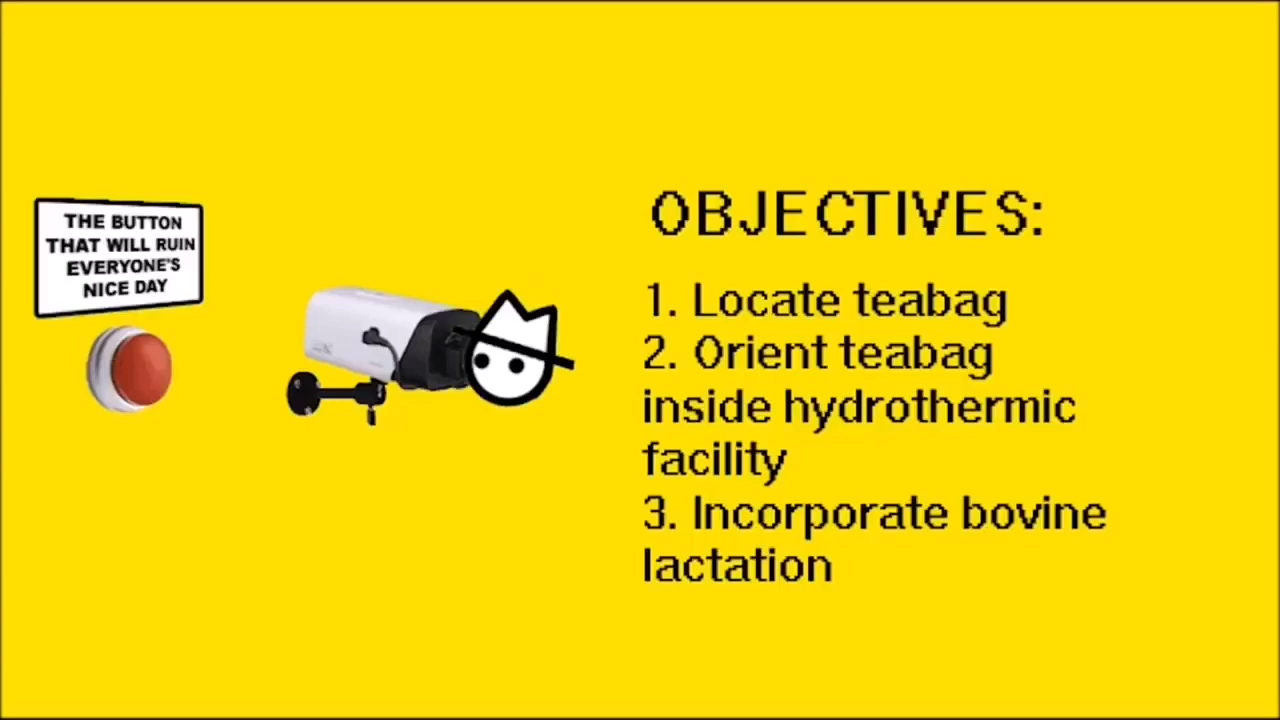 THE BUTTON
THAT WILL RUIN
EVERYONE'S
NICE DAY
OBJECTIVES:
1. Locate teabag
2. Orient teabag
inside hydrothermic
facility
3. Incorporate bovine
lactation